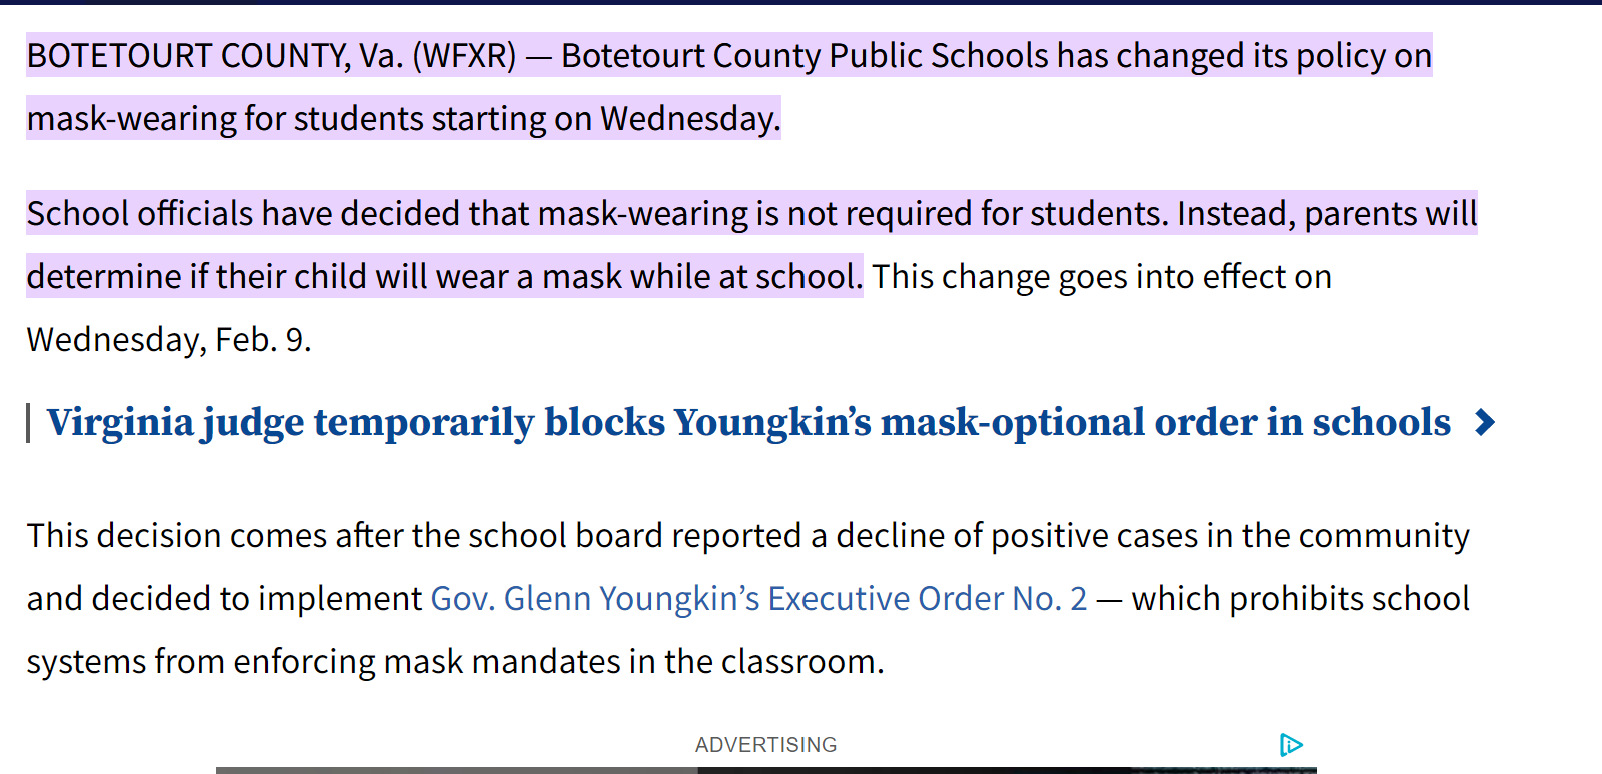 BOTETOURT COUNTY, Va. (WFXR) — Botetourt County Public Schools has changed its policy on
mask-wearing for students starting on Wednesday.
School officials have decided that mask-wearing is not required for students. Instead, parents will
determine if their child will wear a mask while at school. This change goes into effect on
Wednesday, Feb. 9.
Virginia judge temporarily blocks Youngkin’s mask-optional order in schools
This decision comes after the school board reported a decline of positive cases in the community
and decided to implement Gov. Glenn Youngkin’s Executive Order No. 2 — which prohibits school
systems from enforcing mask mandates in the classroom.
ADVERTISING